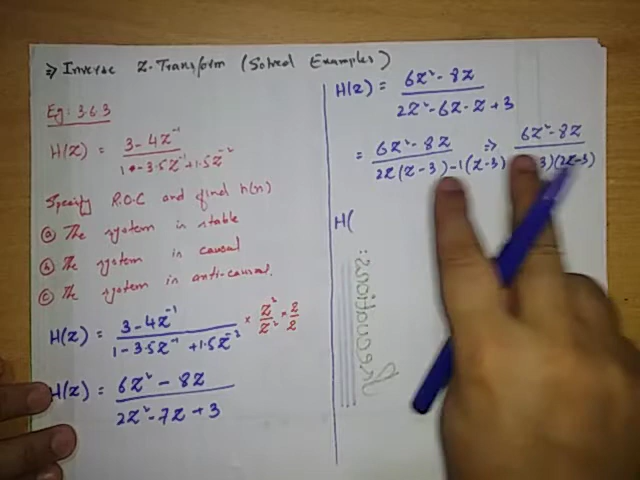 ⇒ Inverse Z-Transform (Solved Examples)
Eg: 3.6.3
H(z) = (3 - 4z⁻¹) / (1 - 3.5z⁻¹ + 1.5z⁻²)
Specify R.O.C and find h(n)
ⓐ The system is stable
ⓑ The system is causal
ⓒ The system is anti-causal.
H(z) = (3 - 4z⁻¹) / (1 - 3.5z⁻¹ + 1.5z⁻²) × z²/z² × 2/2
H(z) = (6z² - 8z) / (2z² - 7z + 3)
H(z) = (6z² - 8z) / (2z² - 6z - z + 3)
= (6z² - 8z) / (2z(z - 3) - 1(z - 3) ⇒ (6z² - 8z) / 3)(2z - 3)
H(